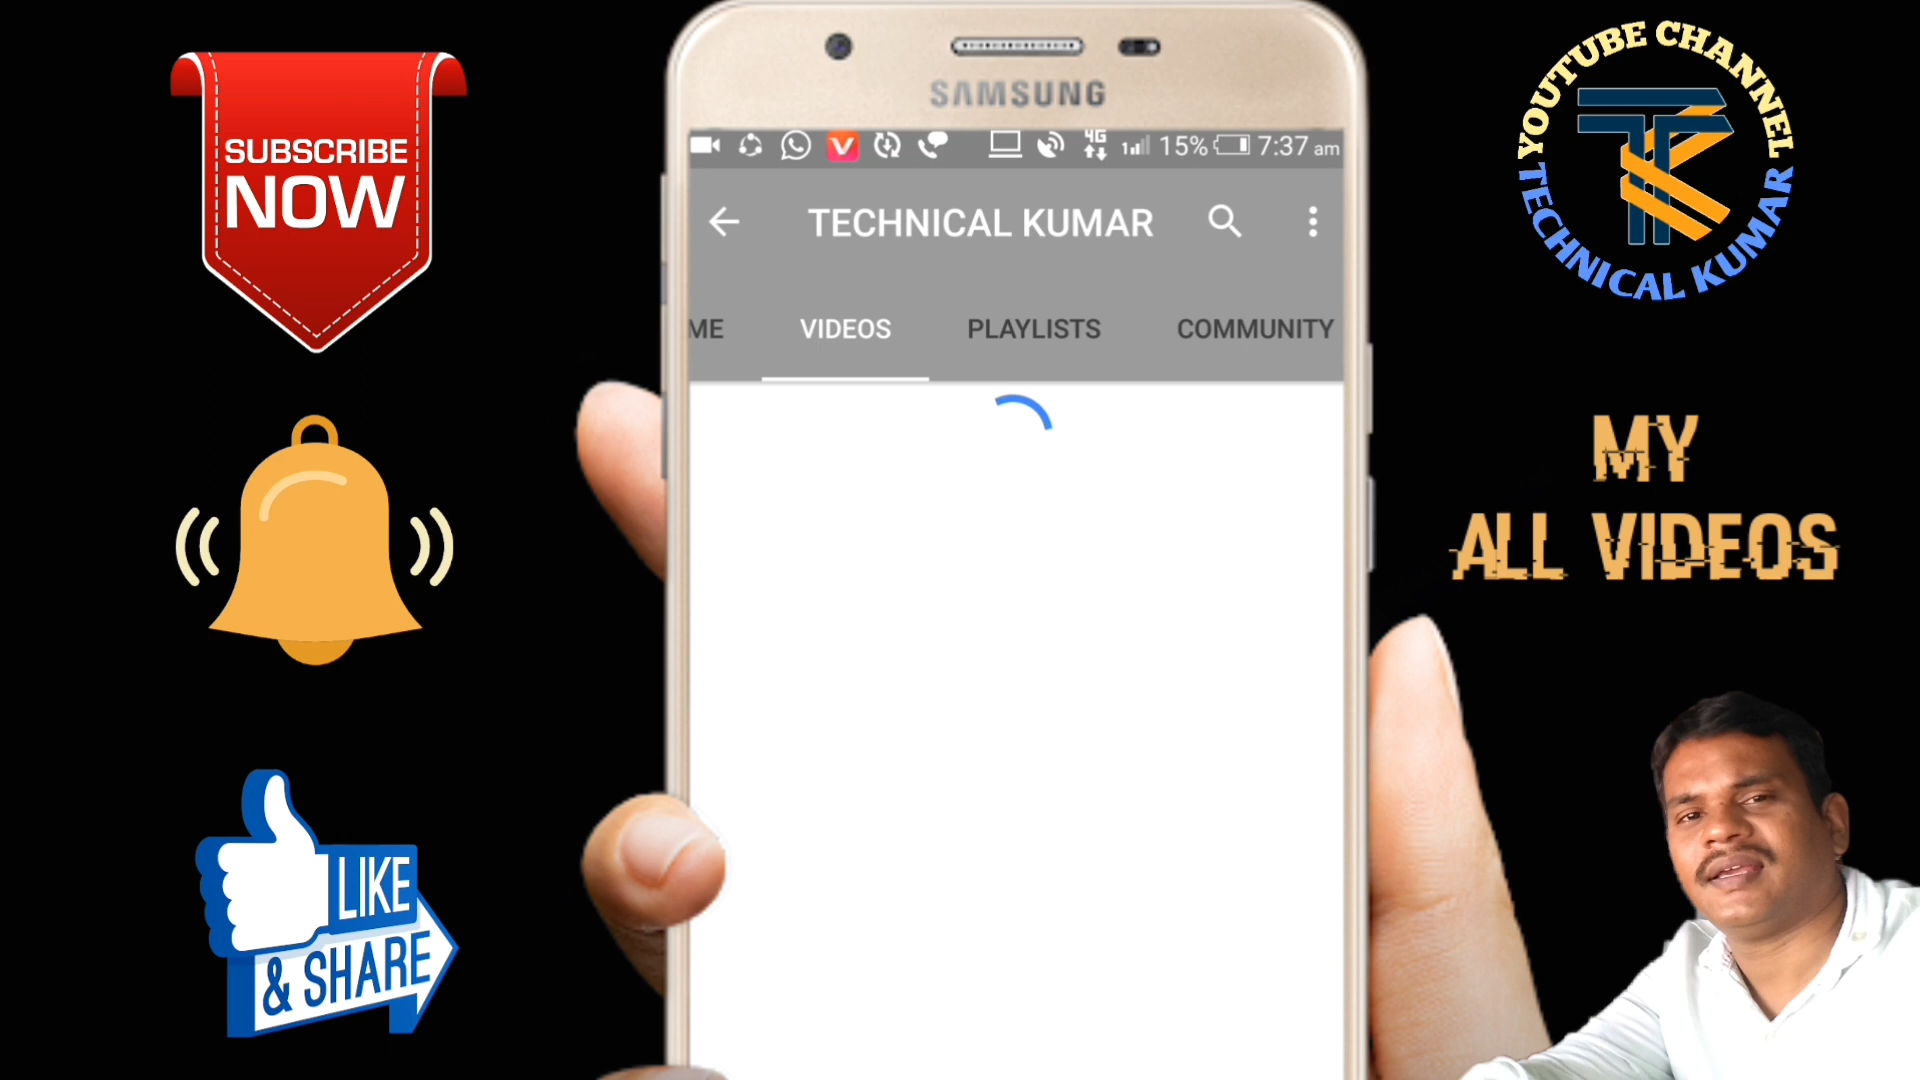 SUBSCRIBE
NOW
LIKE
& SHARE
SAMSUNG
4G
15% 7:37 am
TECHNICAL KUMAR
ME VIDEOS PLAYLISTS COMMUNITY
YOUTUBE CHANNEL
TECHNICAL KUMAR
MY
ALL VIDEOS